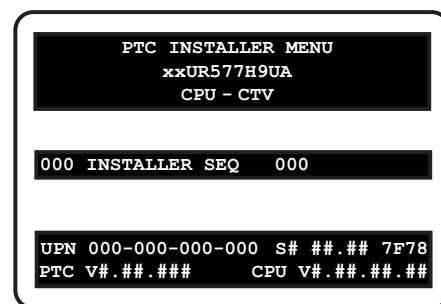 PTC INSTALLER MENU
xxUR577H9UA
CPU – CTV
000 INSTALLER SEQ 000
UPN 000-000-000-000 S# ##.## 7F78
PTC V#.##.### CPU V#.##.##.##